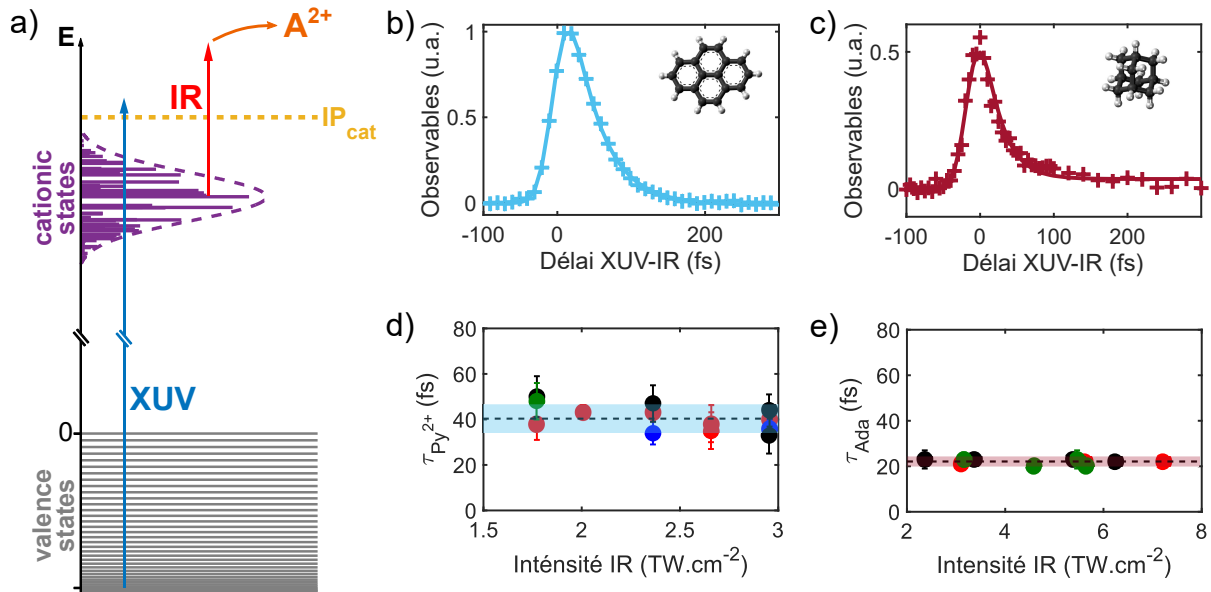 a)
E
A²⁺
IR
IP_cat
cationic
states
XUV
0
valence
states
b)
Observables (u.a.)
1
0.5
0
-100
0
200
Délai XUV-IR (fs)
c)
Observables (u.a.)
0.5
0
-100
0
100
200
Délai XUV-IR (fs)
d)
τ_Py²⁺ (fs)
80
60
40
20
0
1.5
2
2.5
3
Inténsité IR (TW.cm⁻²)
e)
τ_Ada (fs)
80
60
40
20
0
2
4
6
8
Intensité IR (TW.cm⁻²)